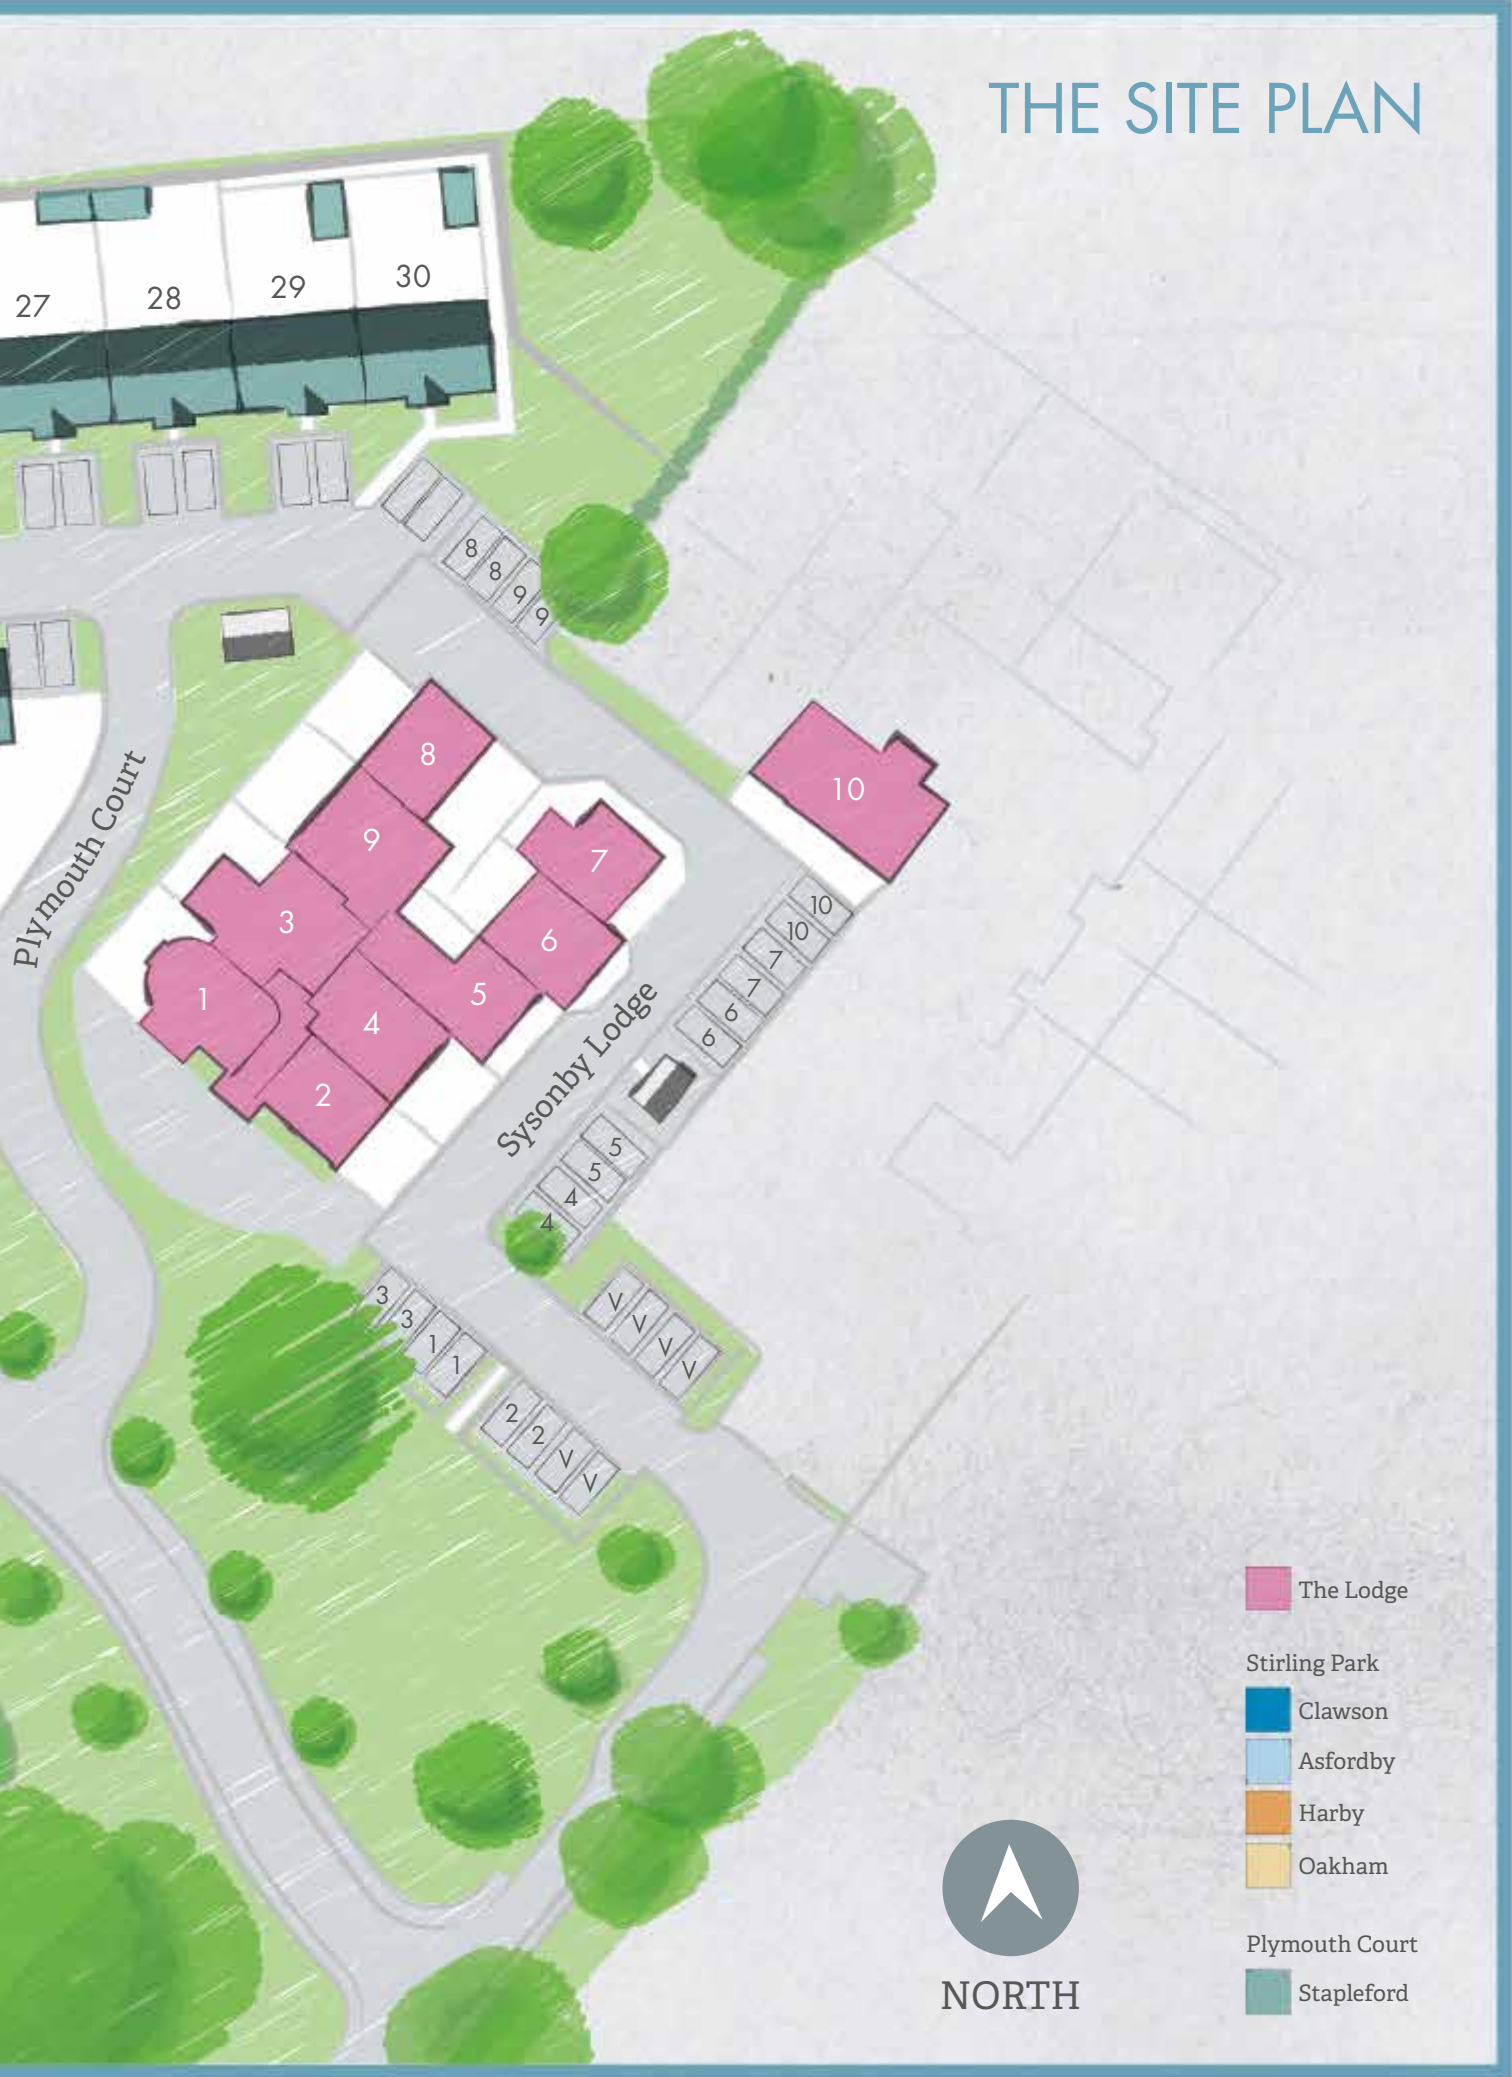 THE SITE PLAN
27
28
29
30
8
8
9
9
8
9
10
7
3
6
1
5
4
2
Plymouth Court
Sysonby Lodge
10
10
7
7
6
6
5
5
4
4
3
3
1
1
V
V
V
V
2
2
V
V
The Lodge
Stirling Park
Clawson
Asfordby
Harby
Oakham
Plymouth Court
Stapleford
NORTH